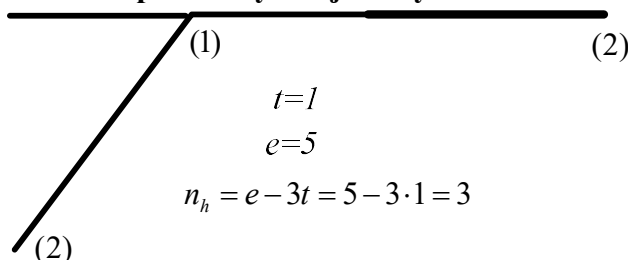 (1)
(2)
t=1
e=5
n_h = e − 3t = 5 − 3·1 = 3
(2)